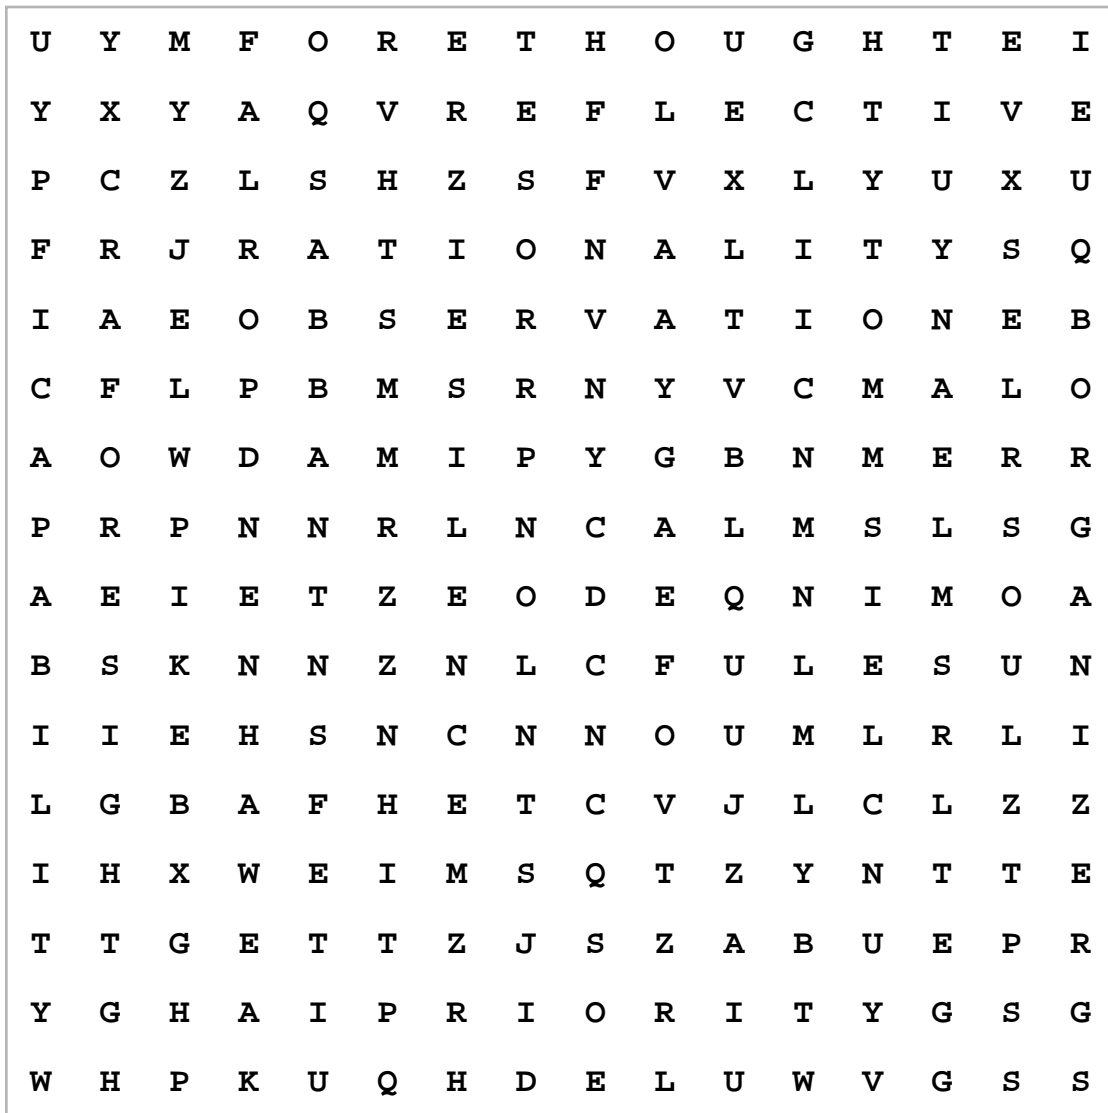 U Y M F O R E T H O U G H T E I
Y X Y A Q V R E F L E C T I V E
P C Z L S H Z S F V X L Y U X U
F R J R A T I O N A L I T Y S Q
I A E O B S E R V A T I O N E B
C F L P B M S R N Y V C M A L O
A O W D A M I P Y G B N M E R R
P R P N N R L N C A L M S L S G
A E I E T Z E O D E Q N I M O A
B S K N N Z N L C F U L E S U N
I I E H S N C N N O U M L R L I
L G B A F H E T C V J L C L Z Z
I H X W E I M S Q T Z Y N T T E
T T G E T T Z J S Z A B U E P R
Y G H A I P R I O R I T Y G S G
W H P K U Q H D E L U W V G S S